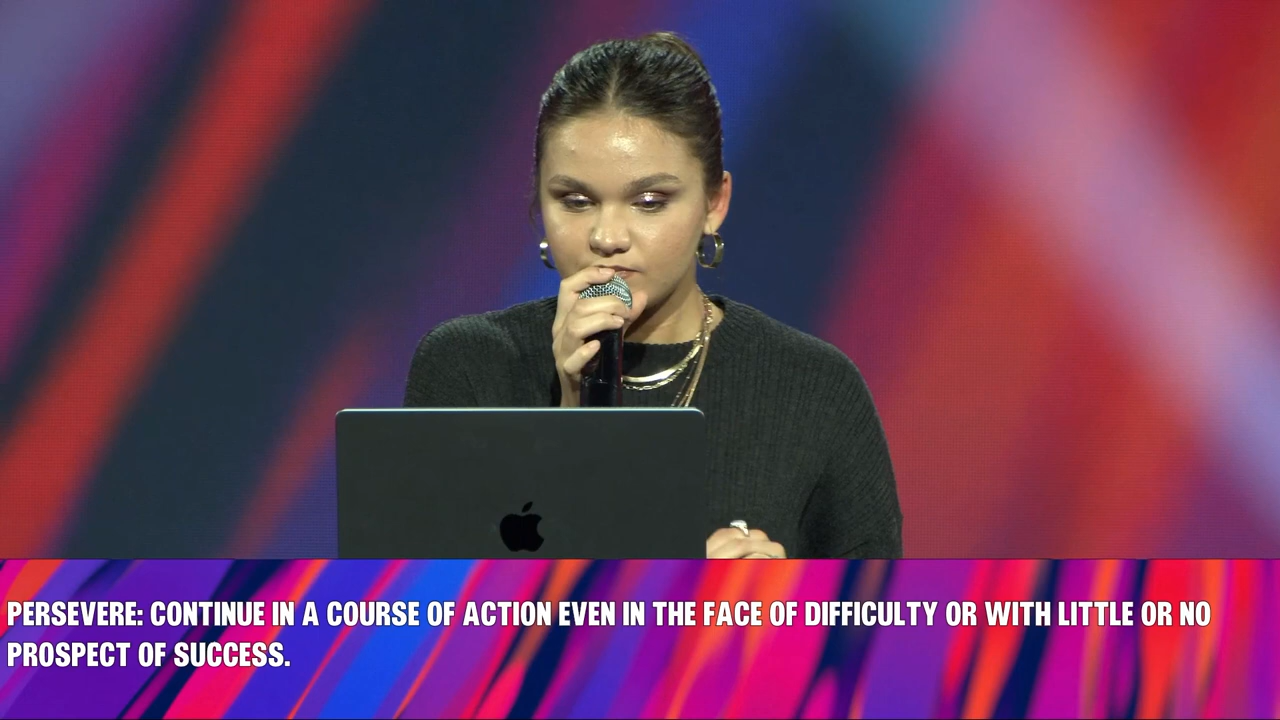 PERSEVERE: CONTINUE IN A COURSE OF ACTION EVEN IN THE FACE OF DIFFICULTY OR WITH LITTLE OR NO
PROSPECT OF SUCCESS.